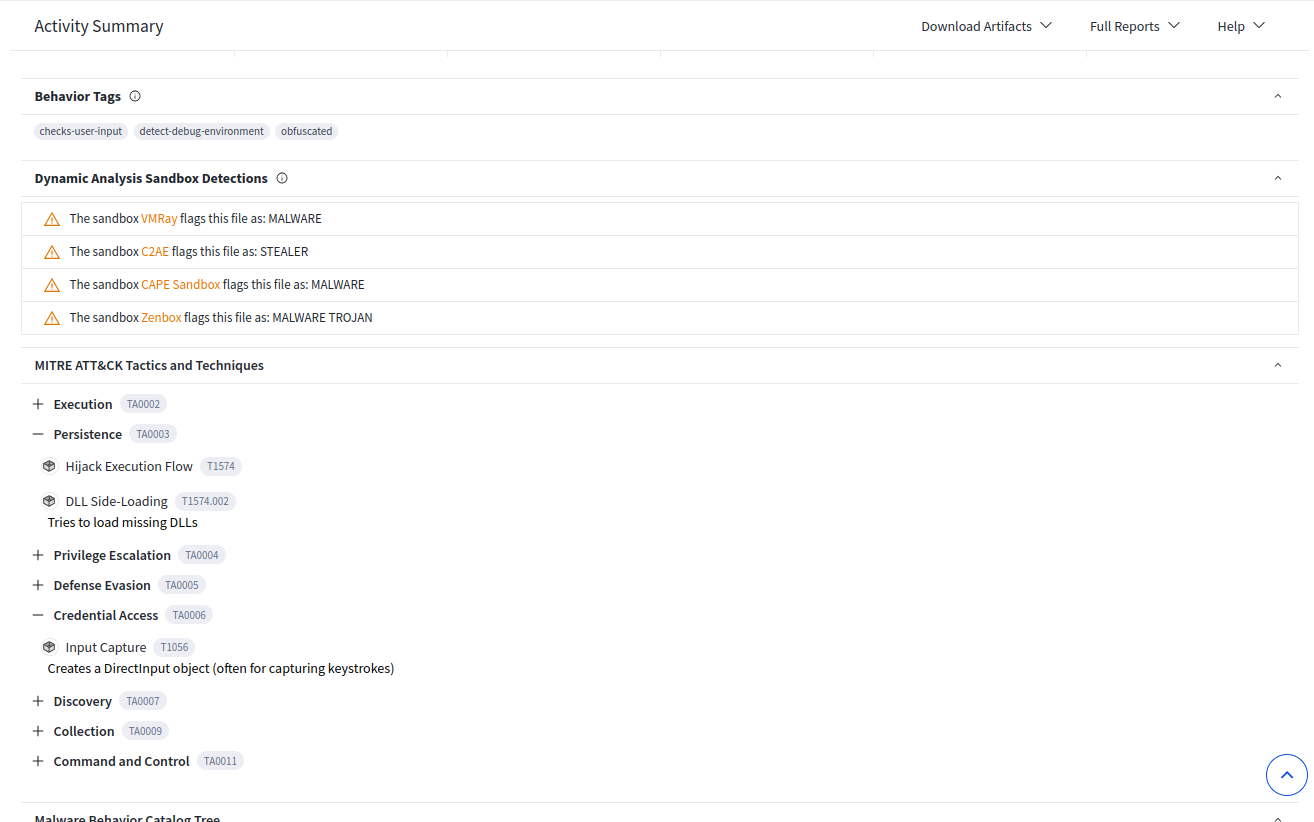 Activity Summary
Download Artifacts
Full Reports
Help
Behavior Tags
checks-user-input
detect-debug-environment
obfuscated
Dynamic Analysis Sandbox Detections
The sandbox VMRay flags this file as: MALWARE
The sandbox C2AE flags this file as: STEALER
The sandbox CAPE Sandbox flags this file as: MALWARE
The sandbox Zenbox flags this file as: MALWARE TROJAN
MITRE ATT&CK Tactics and Techniques
Execution TA0002
Persistence TA0003
Hijack Execution Flow T1574
DLL Side-Loading T1574.002
Tries to load missing DLLs
Privilege Escalation TA0004
Defense Evasion TA0005
Credential Access TA0006
Input Capture T1056
Creates a DirectInput object (often for capturing keystrokes)
Discovery TA0007
Collection TA0009
Command and Control TA0011
Malware Behavior Catalog Tree